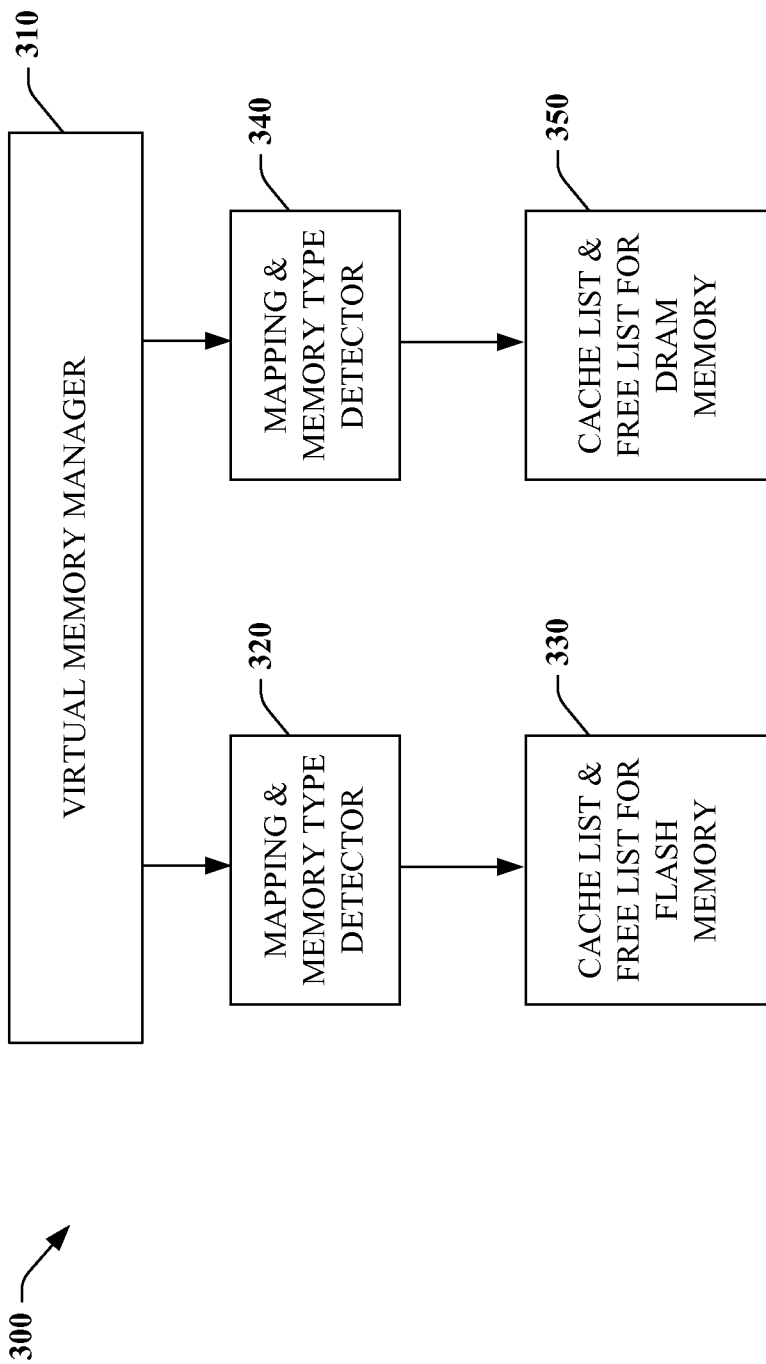 300
310
VIRTUAL MEMORY MANAGER
320
MAPPING &
MEMORY TYPE
DETECTOR
340
MAPPING &
MEMORY TYPE
DETECTOR
330
CACHE LIST &
FREE LIST FOR
FLASH
MEMORY
350
CACHE LIST &
FREE LIST FOR
DRAM
MEMORY